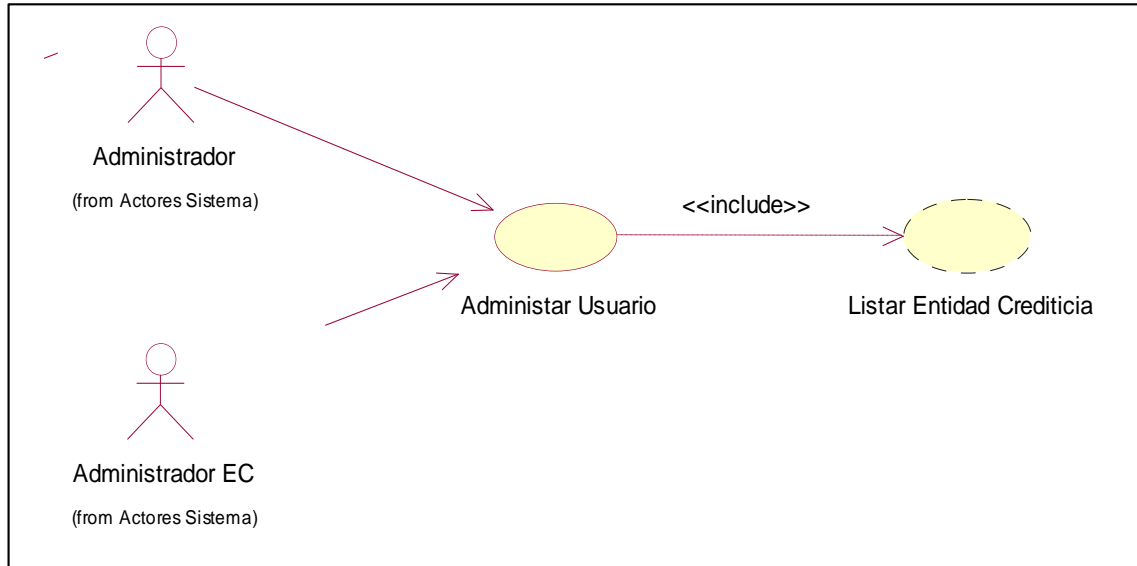 Administrador
(from Actores Sistema)
<<include>>
Administar Usuario
Listar Entidad Crediticia
Administrador EC
(from Actores Sistema)